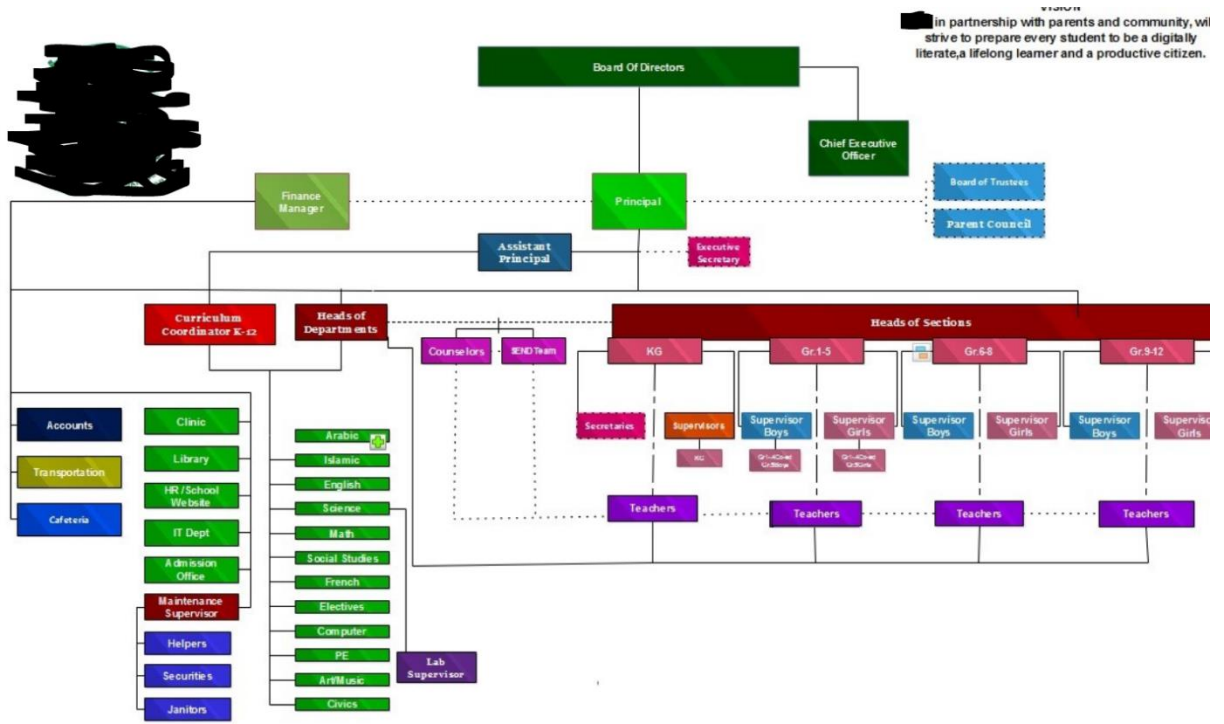 VISION
in partnership with parents and community, wil
strive to prepare every student to be a digitally
literate,a lifelong learner and a productive citizen.
Board Of Directors
Chief Executive
Officer
Finance
Manager
Principal
Board of Trustees
Parent Council
Assistant
Principal
Executive
Secretary
Curriculum
Coordinator K-12
Heads of
Departments
Heads of Sections
Counselors
SEND Team
KG
Gr.1-5
Gr.6-8
Gr.9-12
Accounts
Transportation
Cafeteria
Clinic
Library
HR /School
Website
IT Dept
Admission
Office
Maintenance
Supervisor
Helpers
Securities
Janitors
Arabic
Islamic
English
Science
Math
Social Studies
French
Electives
Computer
PE
Art/Music
Civics
Lab
Supervisor
Secretaries
Supervisors
KG
Supervisor
Boys
Supervisor
Girls
Supervisor
Boys
Supervisor
Girls
Supervisor
Boys
Supervisor
Girls
Teachers
Teachers
Teachers
Teachers